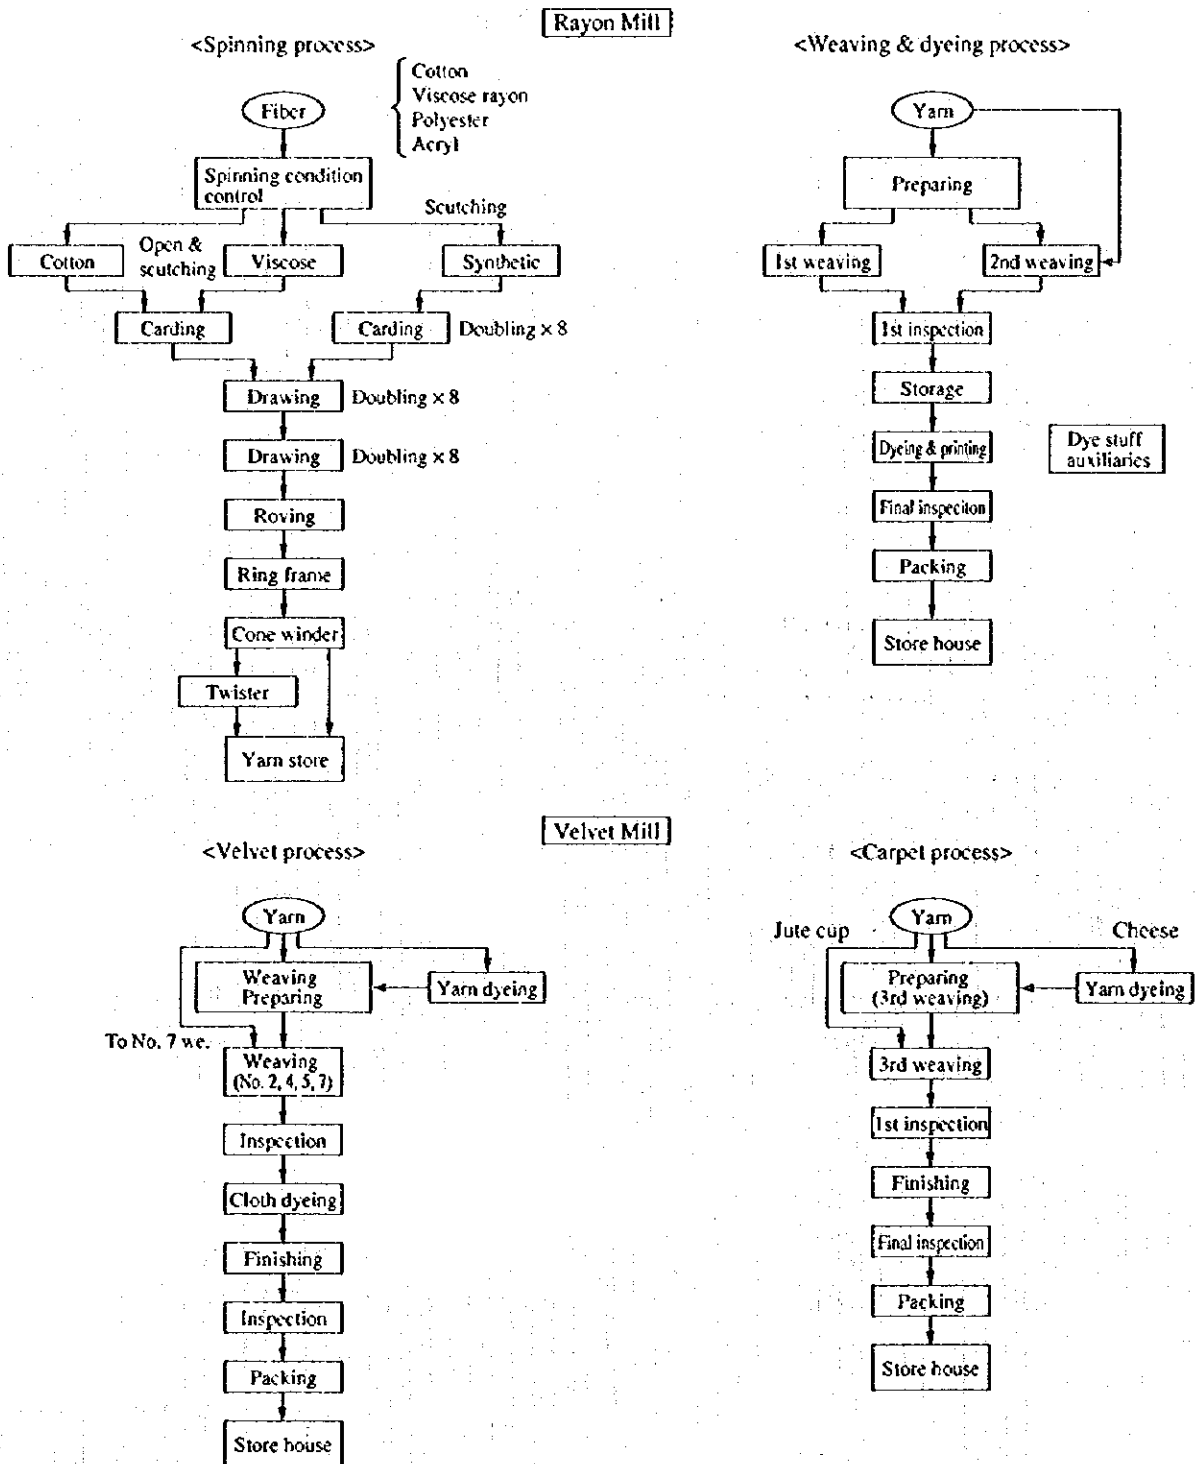 Rayon Mill
<Spinning process>
Fiber
Cotton
Viscose rayon
Polyester
Acryl
Spinning condition
control
Scutching
Cotton
Open &
scutching
Viscose
Synthetic
Carding
Carding
Doubling × 8
Drawing
Doubling × 8
Drawing
Doubling × 8
Roving
Ring frame
Cone winder
Twister
Yarn store
<Weaving & dyeing process>
Yarn
Preparing
1st weaving
2nd weaving
1st inspection
Storage
Dyeing & printing
Dye stuff
auxiliaries
Final inspeciton
Packing
Store house
Velvet Mill
<Velvet process>
Yarn
Weaving
Preparing
Yarn dyeing
To No. 7 we.
Weaving
(No. 2, 4, 5, 7)
Inspection
Cloth dyeing
Finishing
Inspection
Packing
Store house
<Carpet process>
Yarn
Jute cup
Cheese
Preparing
(3rd weaving)
Yarn dyeing
3rd weaving
1st inspection
Finishing
Final inspection
Packing
Store house